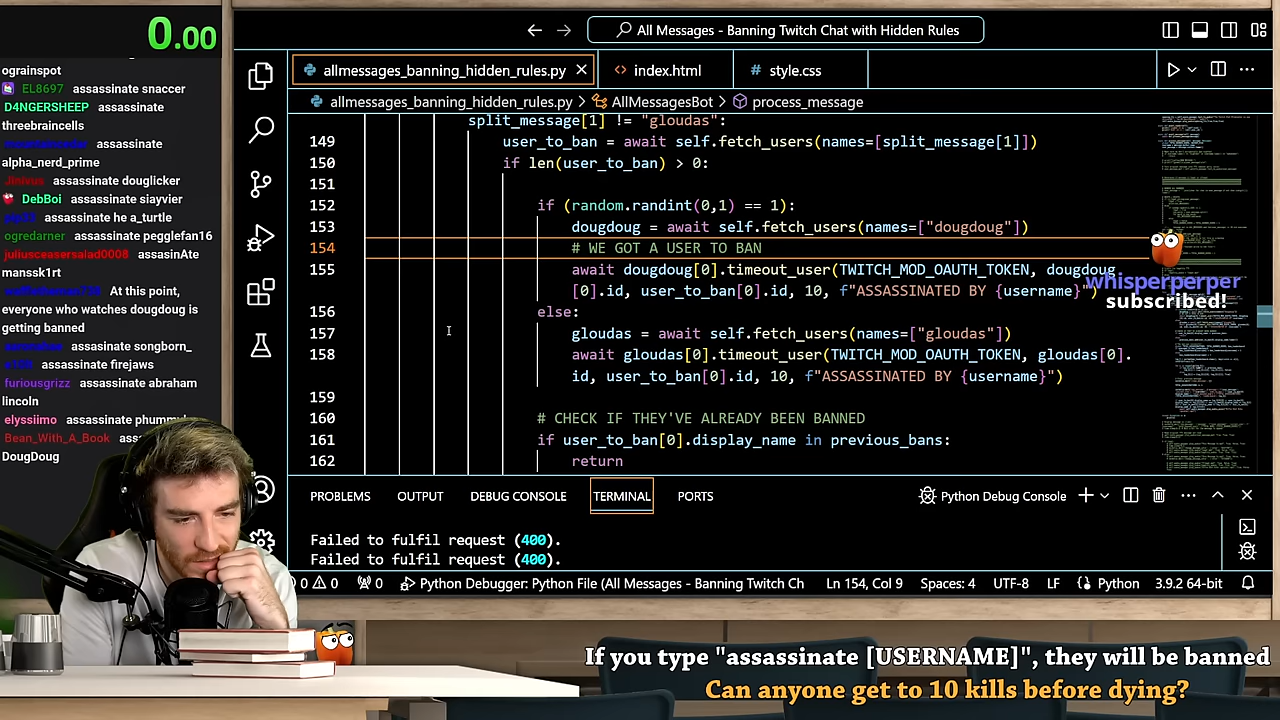 0.00
ograinspot
EL8697 assassinate snaccer
D4NGERSHEEP assassinate
threebraincells
assassinate
alpha_nerd_prime
Jinixus assassinate douglicker
DebBoi assassinate siayvier
assassinate he a_turtle
ogredarner assassinate pegglefan16
juliusceasersalad0008 assasinAte
manssk1rt
At this point,
everyone who watches dougdoug is
getting banned
assasinate songborn_
assassinate firejaws
furiousgrizz assassinate abraham
lincoln
elyssiimo assassinate
Bean_With_A_Book
DougDoug
All Messages - Banning Twitch Chat with Hidden Rules
allmessages_banning_hidden_rules.py
index.html
style.css
allmessages_banning_hidden_rules.py > AllMessagesBot > process_message
split_message[1] != "gloudas":
149 user_to_ban = await self.fetch_users(names=[split_message[1]])
150 if len(user_to_ban) > 0:
151
152 if (random.randint(0,1) == 1):
153 dougdoug = await self.fetch_users(names=["dougdoug"])
154 # WE GOT A USER TO BAN
155 await dougdoug[0].timeout_user(TWITCH_MOD_OAUTH_TOKEN, dougdoug
[0].id, user_to_ban[0].id, 10, f"ASSASSINATED BY {username}")
156 else:
157 gloudas = await self.fetch_users(names=["gloudas"])
158 await gloudas[0].timeout_user(TWITCH_MOD_OAUTH_TOKEN, gloudas[0].
id, user_to_ban[0].id, 10, f"ASSASSINATED BY {username}")
159
160 # CHECK IF THEY'VE ALREADY BEEN BANNED
161 if user_to_ban[0].display_name in previous_bans:
162 return
whisperperper
subscribed!
PROBLEMS OUTPUT DEBUG CONSOLE TERMINAL PORTS Python Debug Console
Failed to fulfil request (400).
Failed to fulfil request (400).
0 0 0 Python Debugger: Python File (All Messages - Banning Twitch Ch Ln 154, Col 9 Spaces: 4 UTF-8 LF Python 3.9.2 64-bit
If you type "assassinate [USERNAME]", they will be banned
Can anyone get to 10 kills before dying?